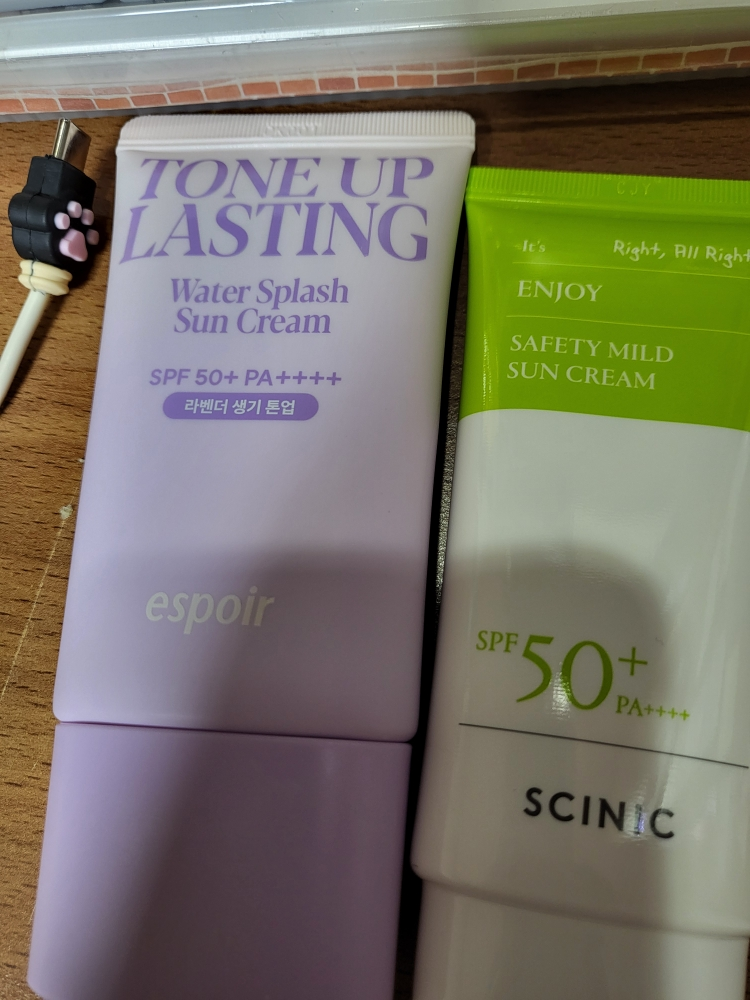 TONE UP
LASTING
Water Splash
Sun Cream
SPF 50+ PA++++
라벤더 생기 톤업
espoir
It's Right, All Right
ENJOY
SAFETY MILD
SUN CREAM
SPF 50+
PA++++
SCINIC